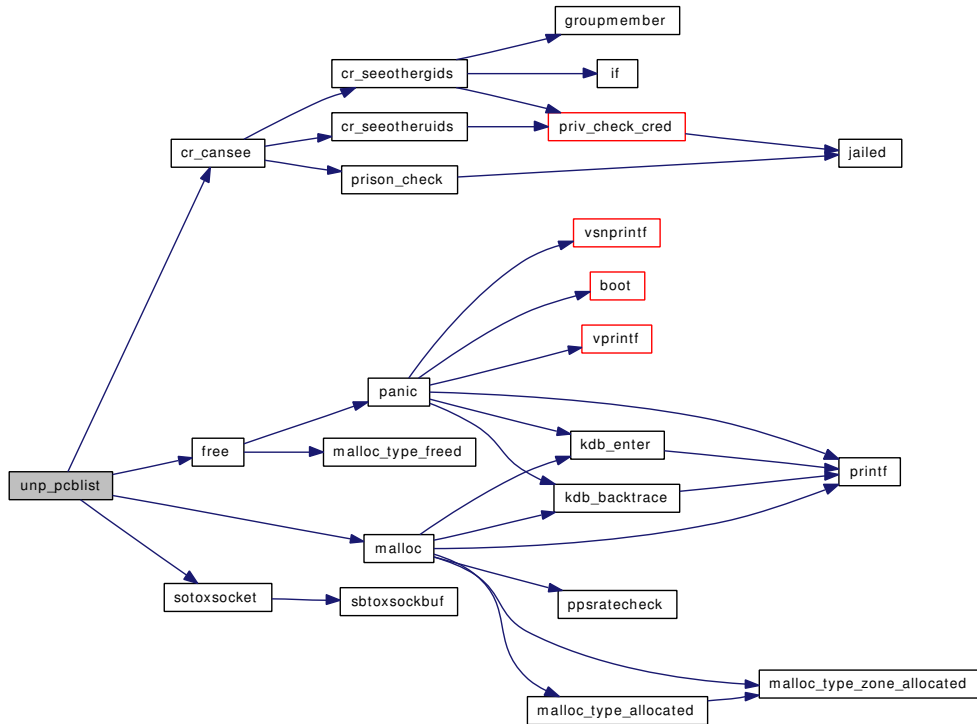 groupmember
cr_seeothergids
if
cr_seeotheruids
priv_check_cred
cr_cansee
jailed
prison_check
vsnprintf
boot
vprintf
panic
free
kdb_enter
malloc_type_freed
printf
unp_pcblist
kdb_backtrace
malloc
sotoxsocket
sbtoxsockbuf
ppsratecheck
malloc_type_zone_allocated
malloc_type_allocated